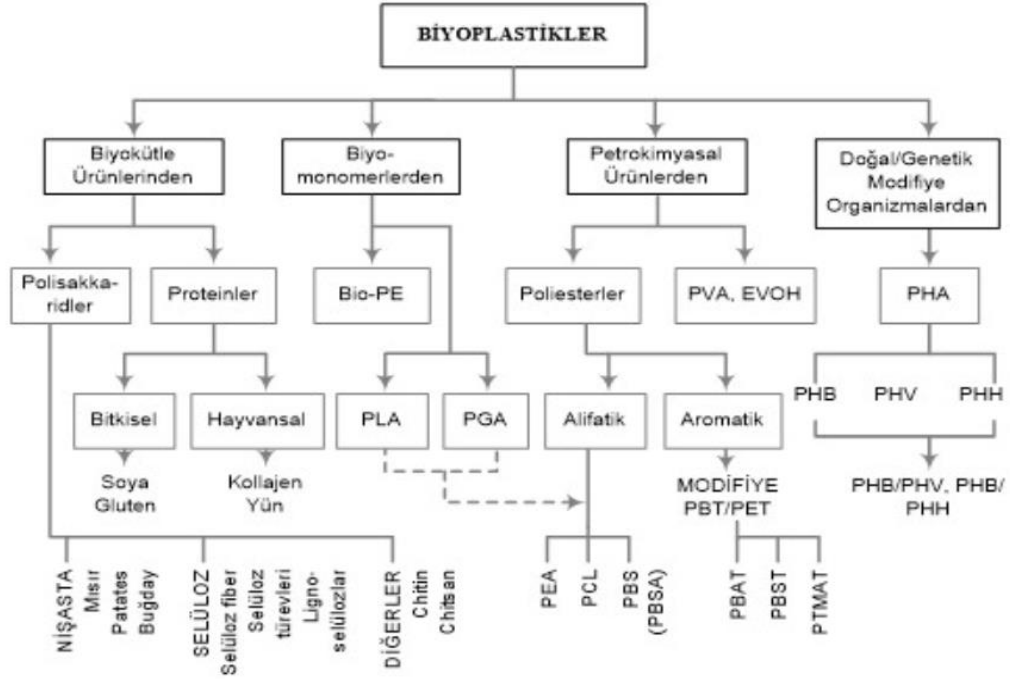 BİYOPLASTİKLER
Biyokütle
Ürünlerinden
Biyo-
monomerlerden
Petrokimyasal
Ürünlerden
Doğal/Genetik
Modifiye
Organizmalardan
Polisakka-
ridler
Proteinler
Bio-PE
Poliesterler
PVA, EVOH
PHA
Bitkisel
Hayvansal
PLA
PGA
Alifatik
Aromatik
PHB
PHV
PHH
Soya
Gluten
Kollajen
Yün
MODİFİYE
PBT/PET
PHB/PHV, PHB/
PHH
NİŞASTA
Mısır
Patates
Buğday
SELÜLOZ
Selüloz fiber
Selüloz
türevleri
Ligno-
selülozlar
DİĞERLER
Chitin
Chitsan
PEA
PCL
PBS
(PBSA)
PBAT
PBST
PTMAT